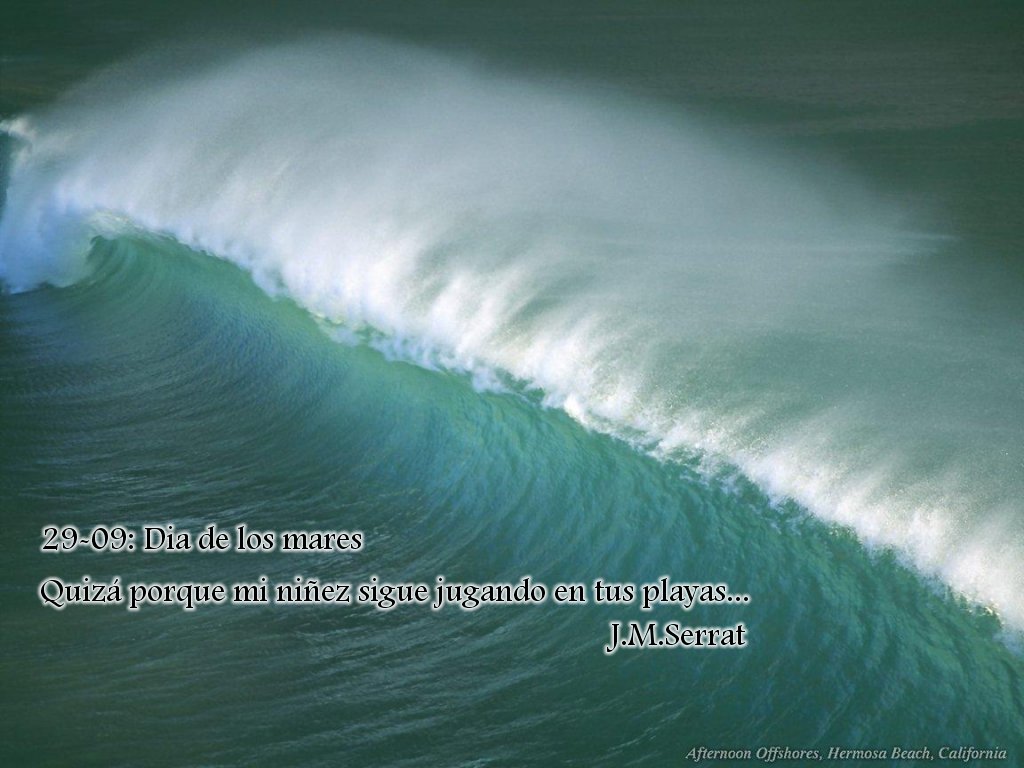 29-09: Dia de los mares
Quizá porque mi niñez sigue jugando en tus playas...
J.M.Serrat
Afternoon Offshores, Hermosa Beach, California